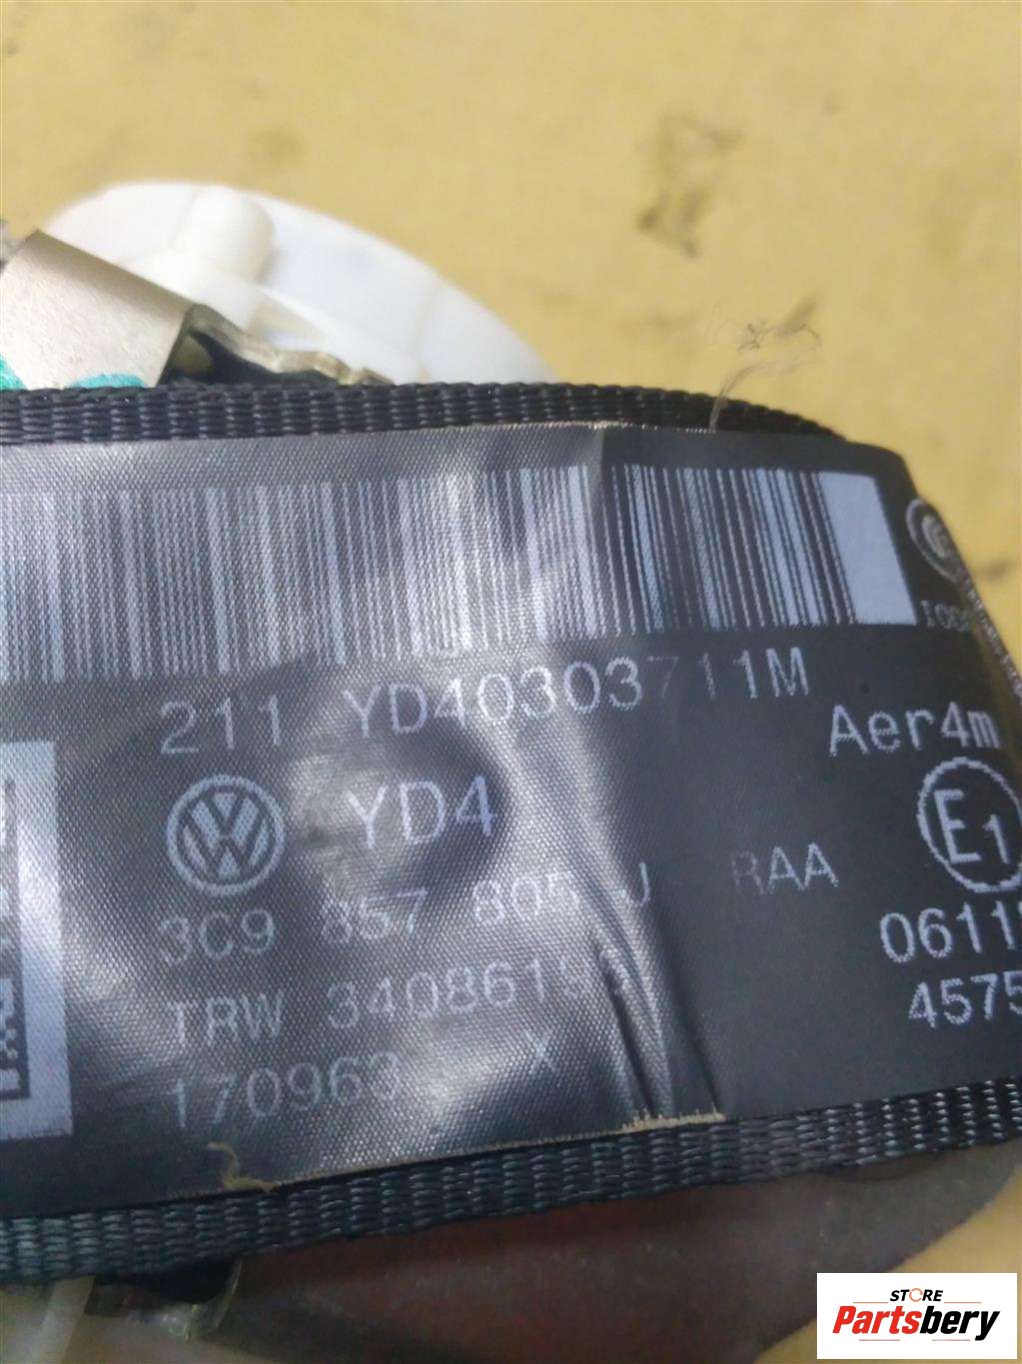 211 YD40303711M
Aer4m
YD4
E1
3C9 857 805 J RAA
0611
TRW 3408619
4575
170963 X
STORE
Partsbery